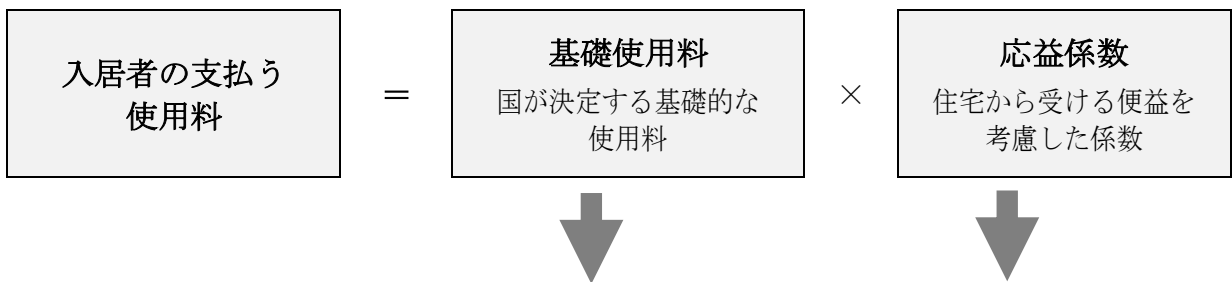 入居者の支払う
使用料
＝
基礎使用料
国が決定する基礎的な
使用料
×
応益係数
住宅から受ける便益を
考慮した係数